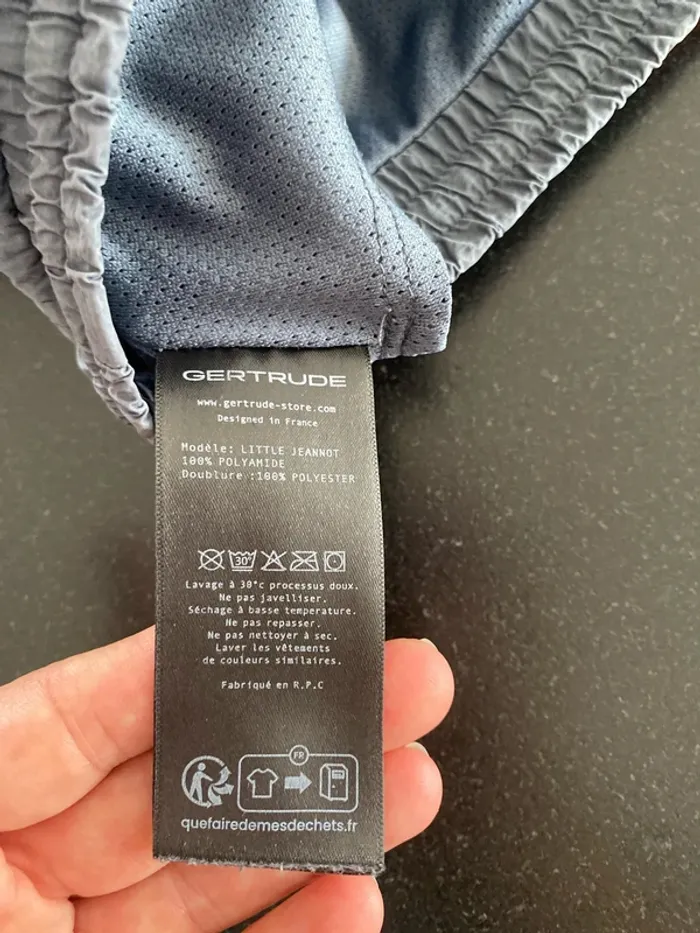 GERTRUDE
www.gertrude-store.com
Designed in France
Modèle: LITTLE JEANNOT
100% POLYAMIDE
Doublure :100% POLYESTER
30°
Lavage à 30°c processus doux.
Ne pas javelliser.
Séchage à basse temperature.
Ne pas repasser.
Ne pas nettoyer à sec.
Laver les vêtements
de couleurs similaires.
Fabriqué en R.P.C
FR
quefairedemesdechets.fr